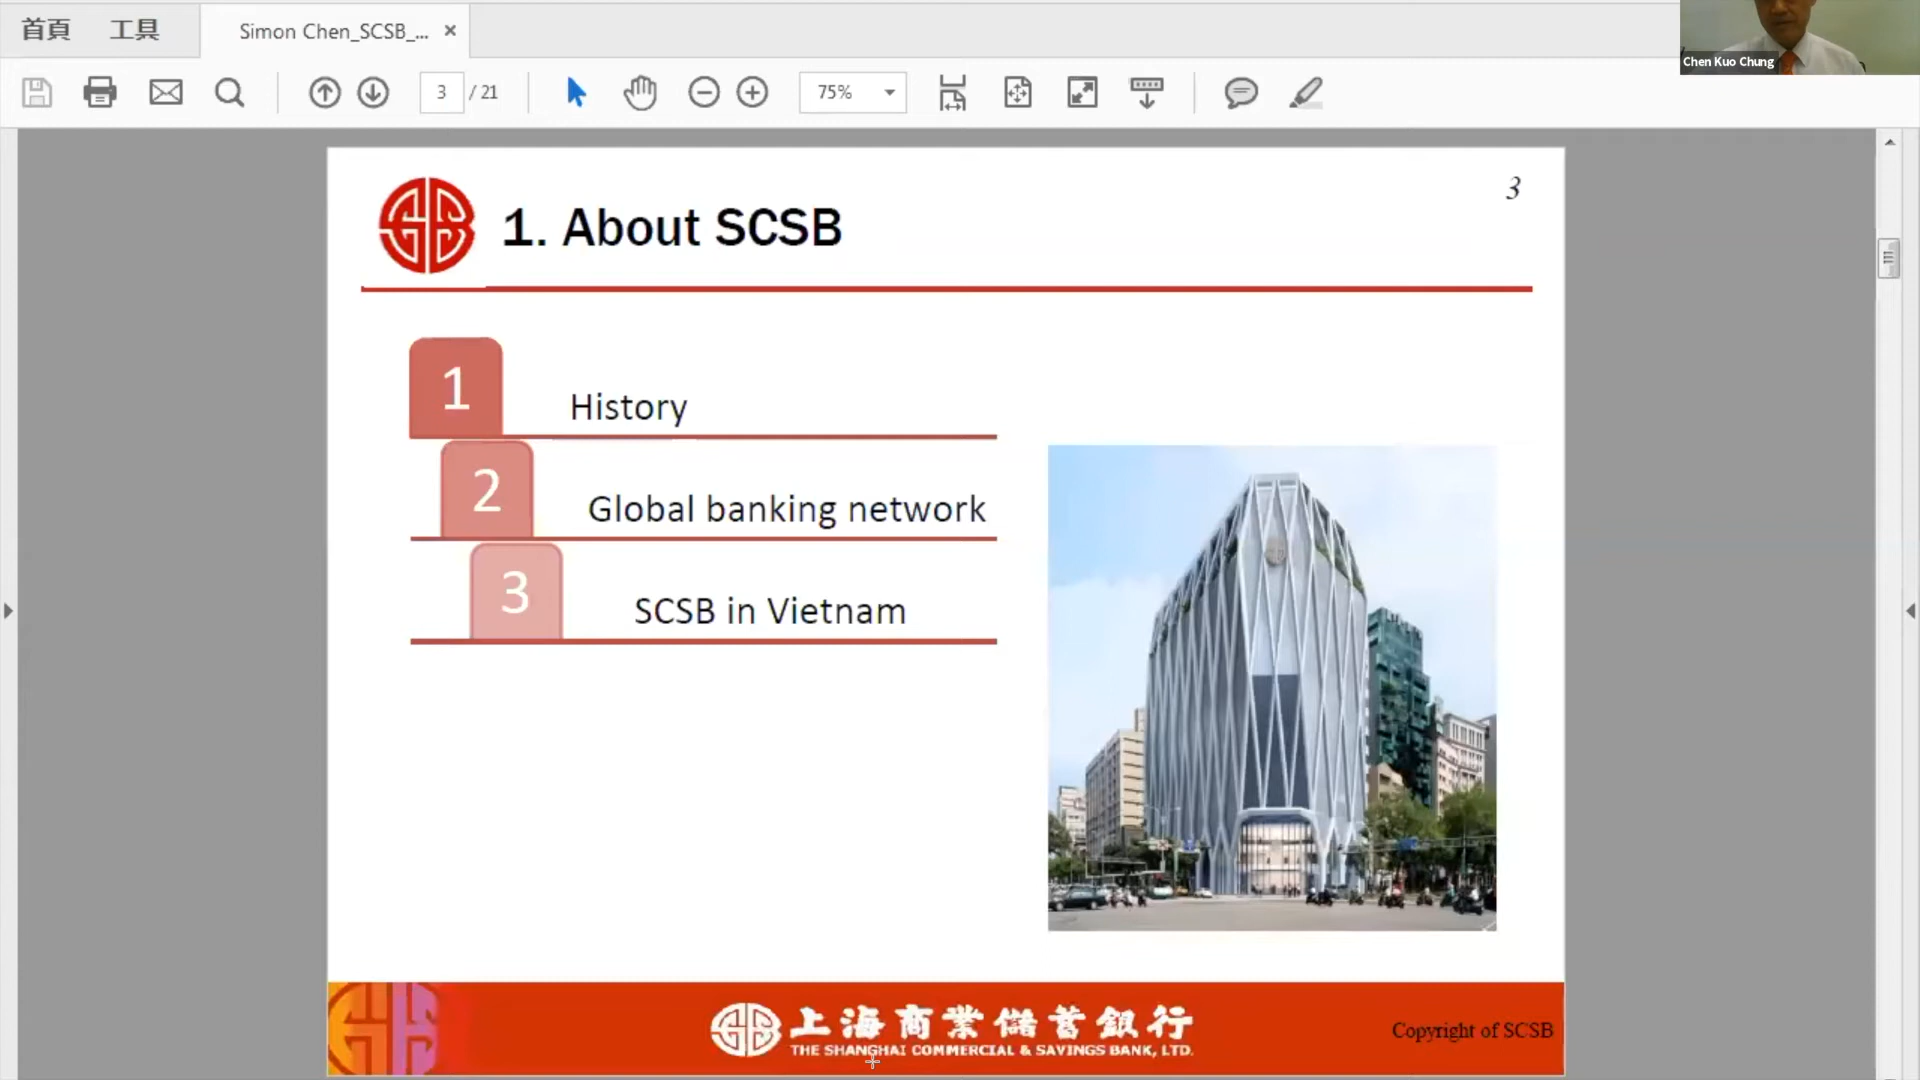 首頁 工具 Simon Chen_SCSB_... ×
Chen Kuo Chung
3 / 21 75%
3
1. About SCSB
1 History
2 Global banking network
3 SCSB in Vietnam
上海商業儲蓄銀行
THE SHANGHAI COMMERCIAL & SAVINGS BANK, LTD.
Copyright of SCSB